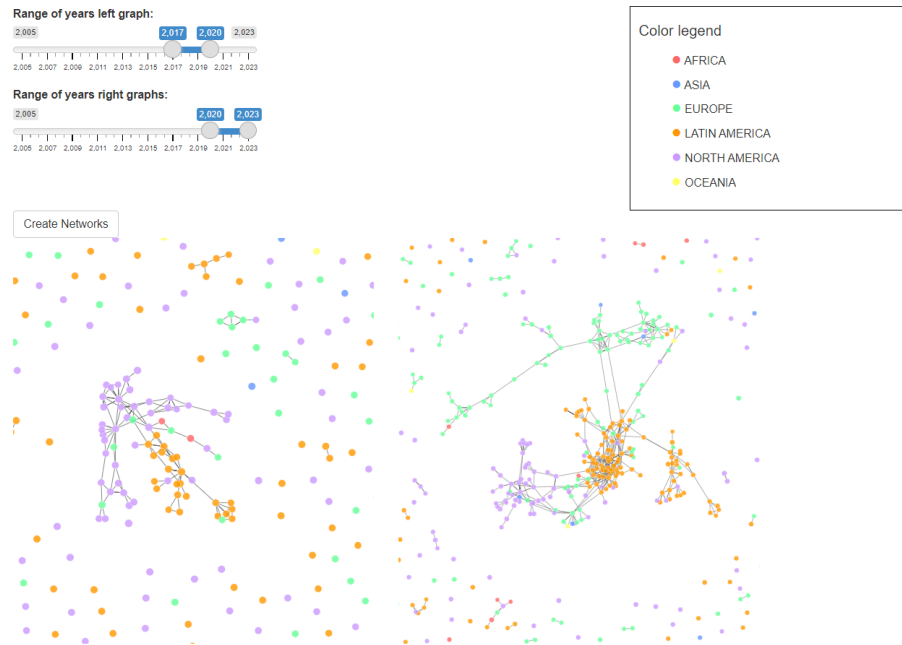 Range of years left graph:
2,005 2,017 2,020 2,023
2,005 2,007 2,009 2,011 2,013 2,015 2,017 2,019 2,021 2,023
Range of years right graphs:
2,005 2,020 2,023
2,005 2,007 2,009 2,011 2,013 2,015 2,017 2,019 2,021 2,023
Create Networks
Color legend
AFRICA
ASIA
EUROPE
LATIN AMERICA
NORTH AMERICA
OCEANIA